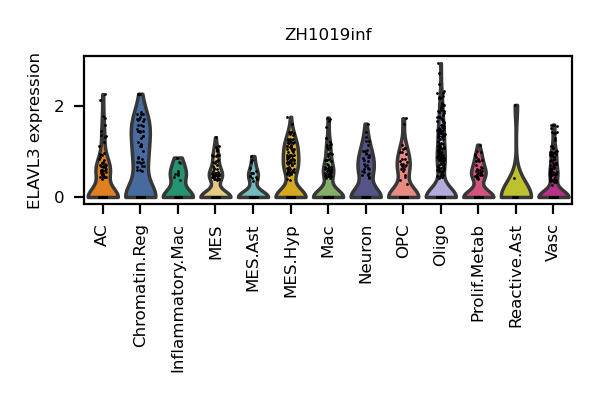 ZH1019inf
ELAVL3 expression
2
0
AC
Chromatin.Reg
Inflammatory.Mac
MES
MES.Ast
MES.Hyp
Mac
Neuron
OPC
Oligo
Prolif.Metab
Reactive.Ast
Vasc